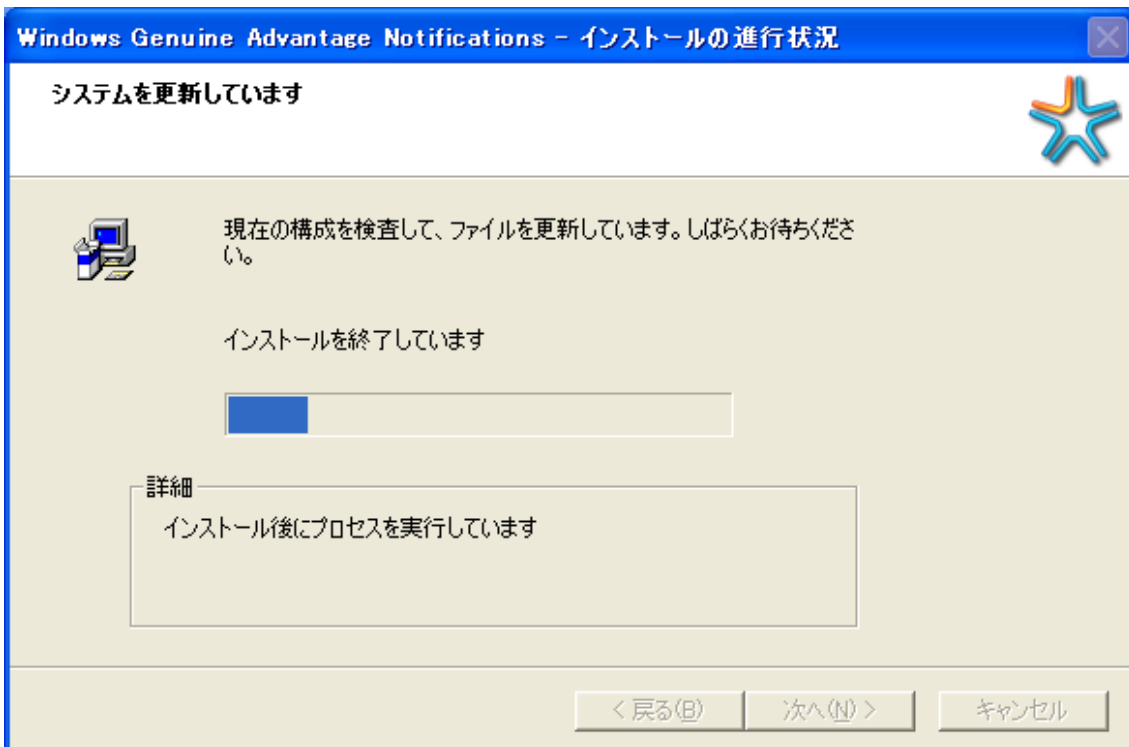 Windows Genuine Advantage Notifications - インストールの進行状況
システムを更新しています
現在の構成を検査して、ファイルを更新しています。しばらくお待ちくださ
い。
インストールを終了しています
詳細
インストール後にプロセスを実行しています
< 戻る(B) 次へ(N) > キャンセル